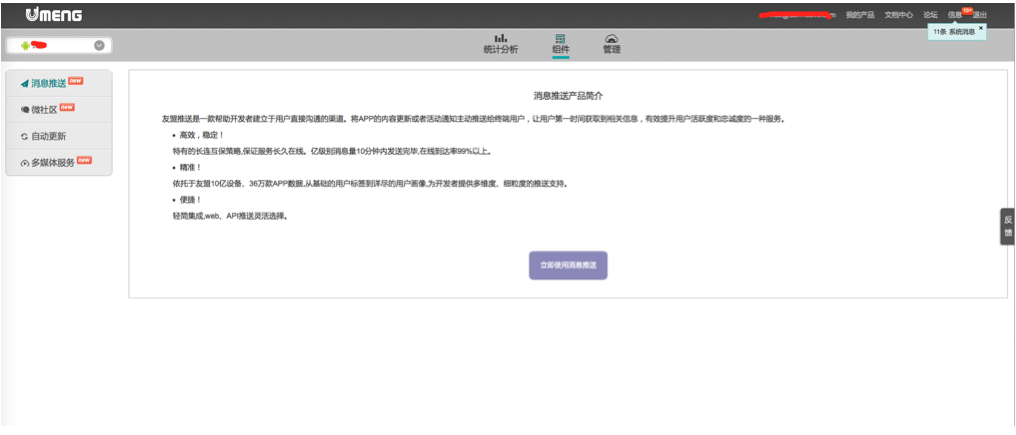 UMENG
我的产品 文档中心 论坛 信息 10+ 退出
11条 系统消息 ×
统计分析 组件 管理
消息推送 new
微社区 new
自动更新
多媒体服务 new
消息推送产品简介
友盟推送是一款帮助开发者建立于用户直接沟通的渠道。将APP的内容更新或者活动通知主动推送给终端用户，让用户第一时间获取到相关信息，有效提升用户活跃度和忠诚度的一种服务。
• 高效，稳定！
特有的长连互保策略,保证服务长久在线。亿级别消息量10分钟内发送完毕,在线到达率99%以上。
• 精准！
依托于友盟10亿设备、36万款APP数据,从基础的用户标签到详尽的用户画像,为开发者提供多维度、细粒度的推送支持。
• 便捷！
轻简集成,web、API推送灵活选择。
立即使用消息推送
反馈